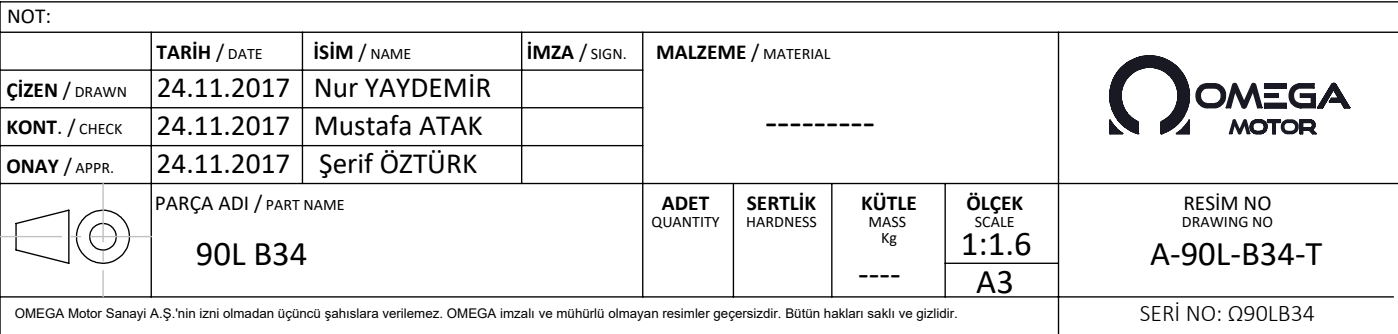 NOT:
TARİH / DATE İSİM / NAME İMZA / SIGN. MALZEME / MATERIAL
ÇİZEN / DRAWN 24.11.2017 Nur YAYDEMİR
KONT. / CHECK 24.11.2017 Mustafa ATAK ---------
ONAY / APPR. 24.11.2017 Şerif ÖZTÜRK
OMEGA
MOTOR
PARÇA ADI / PART NAME
90L B34
ADET
QUANTITY
SERTLİK
HARDNESS
KÜTLE
MASS
Kg
----
ÖLÇEK
SCALE
1:1.6
A3
RESİM NO
DRAWING NO
A-90L-B34-T
OMEGA Motor Sanayi A.Ş.'nin izni olmadan üçüncü şahıslara verilemez. OMEGA imzalı ve mühürlü olmayan resimler geçersizdir. Bütün hakları saklı ve gizlidir.
SERİ NO: Ω90LB34